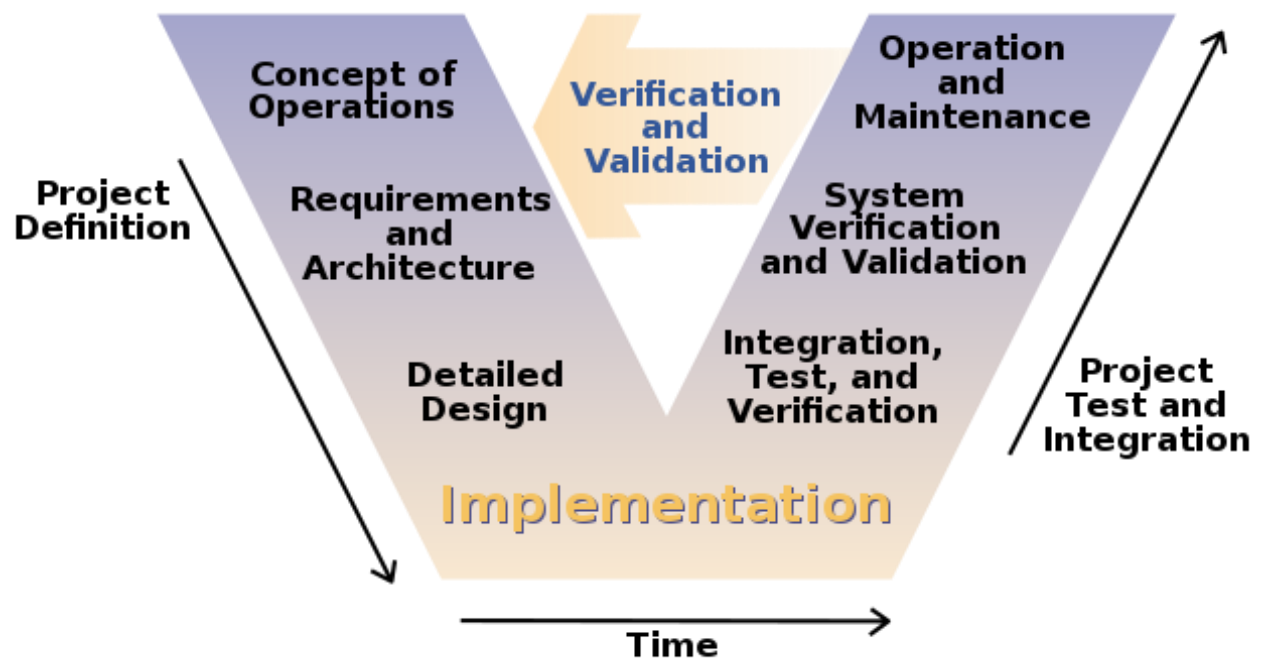 Concept of
Operations
Verification
and
Validation
Operation
and
Maintenance
Project
Definition
Requirements
and
Architecture
System
Verification
and Validation
Detailed
Design
Integration,
Test, and
Verification
Project
Test and
Integration
Implementation
Time